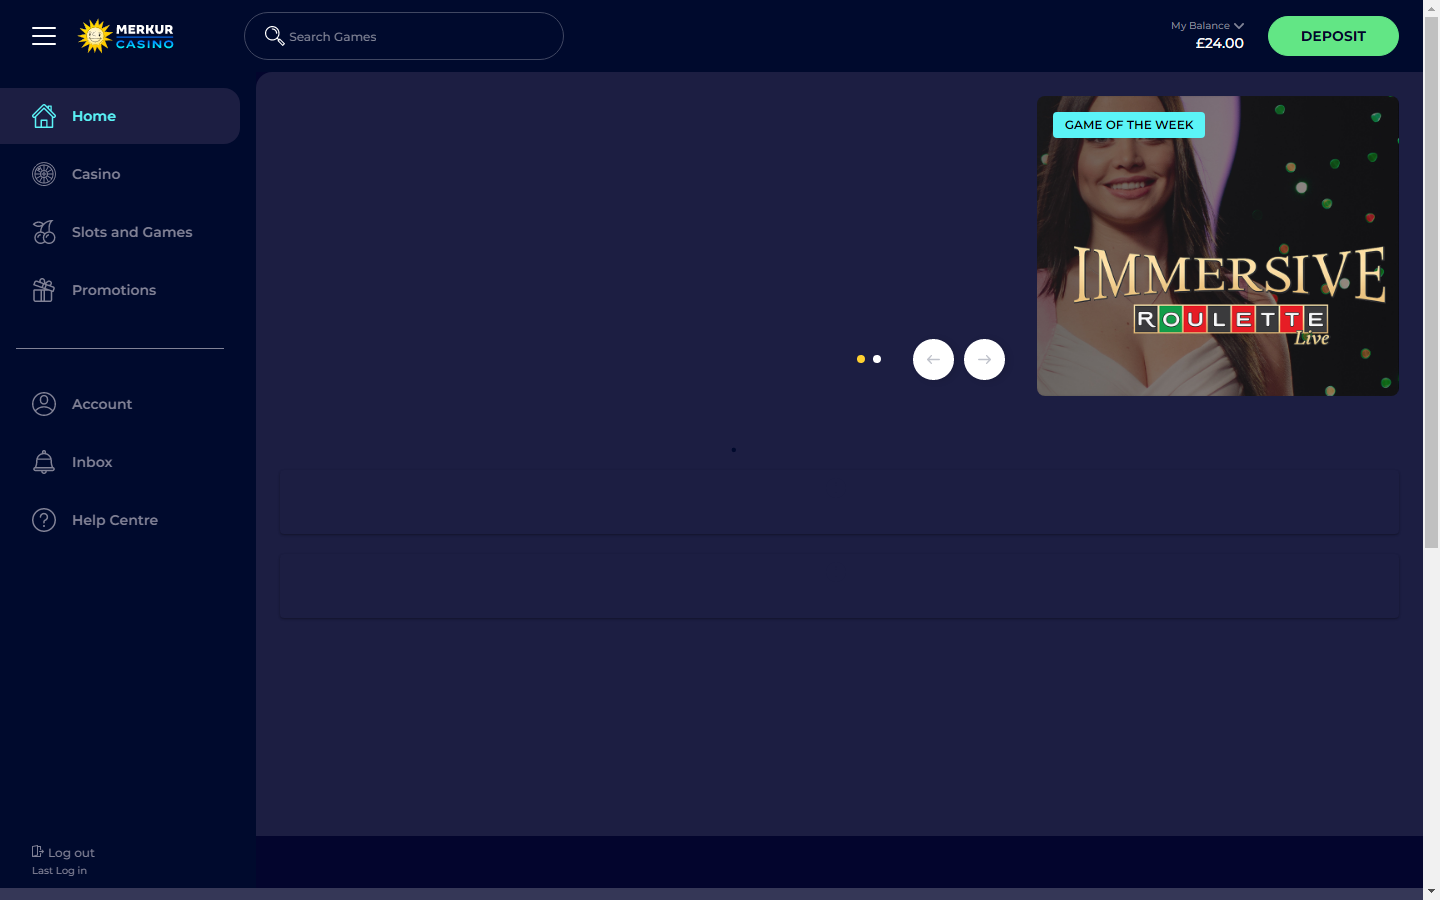 MERKUR
CASINO
Search Games
My Balance
£24.00
DEPOSIT
Home
Casino
Slots and Games
Promotions
Account
Inbox
Help Centre
Log out
Last Log in
GAME OF THE WEEK
IMMERSIVE
ROULETTE
Live